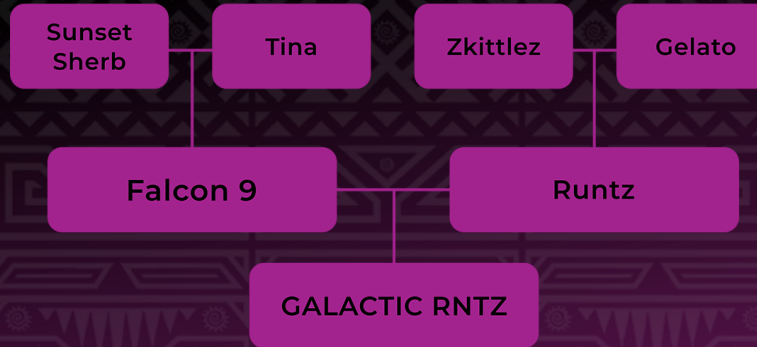 Sunset
Sherb
Tina
Zkittlez
Gelato
Falcon 9
Runtz
GALACTIC RNTZ